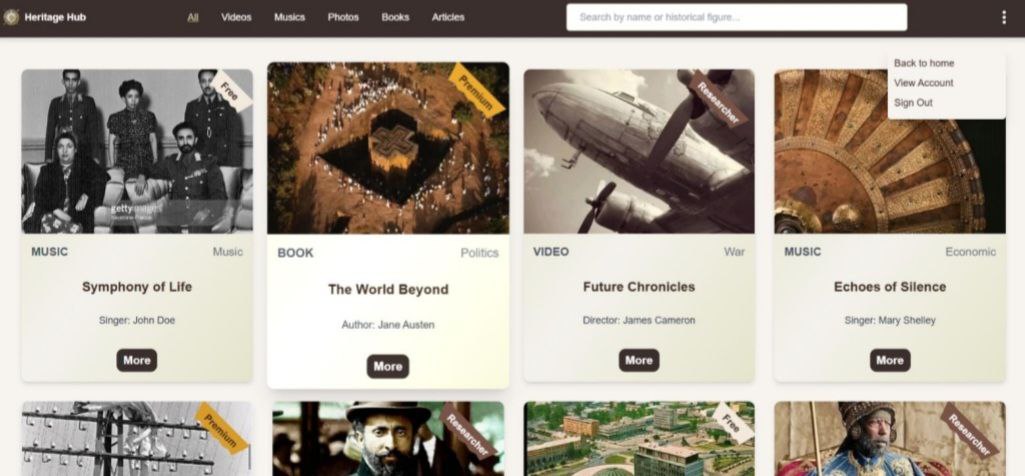 Heritage Hub
All
Videos
Musics
Photos
Books
Articles
Search by name or historical figure...
Back to home
View Account
Sign Out
Free
gettyimages
MUSIC
Music
Symphony of Life
Singer: John Doe
More
Premium
BOOK
Politics
The World Beyond
Author: Jane Austen
More
Researcher
VIDEO
War
Future Chronicles
Director: James Cameron
More
MUSIC
Economic
Echoes of Silence
Singer: Mary Shelley
More
Premium
Researcher
Free
Researcher